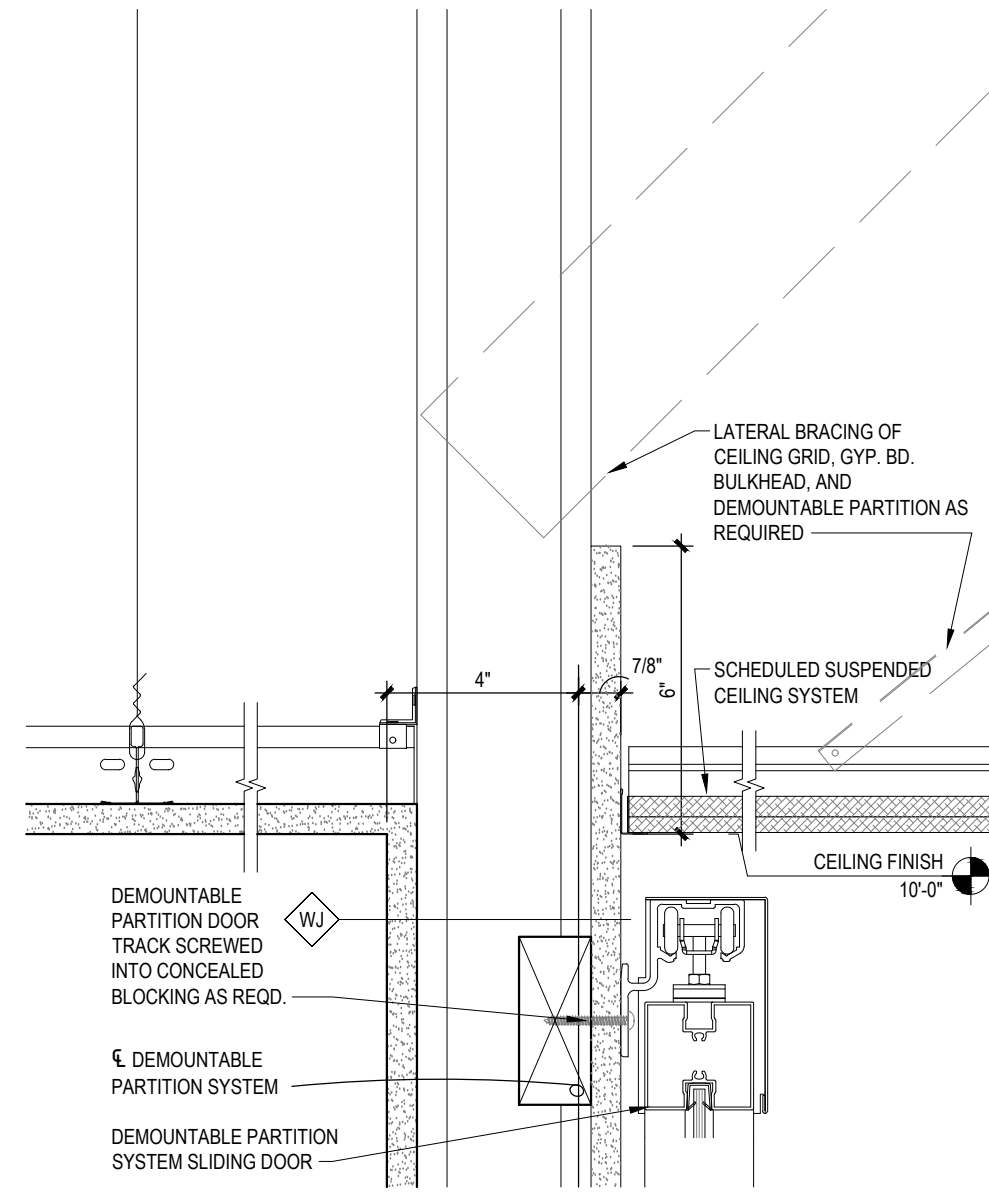 LATERAL BRACING OF
CEILING GRID, GYP. BD.
BULKHEAD, AND
DEMOUNTABLE PARTITION AS
REQUIRED
7/8"
4"
6"
SCHEDULED SUSPENDED
CEILING SYSTEM
CEILING FINISH
10'-0"
DEMOUNTABLE
PARTITION DOOR
TRACK SCREWED
INTO CONCEALED
BLOCKING AS REQD.
WJ
℄ DEMOUNTABLE
PARTITION SYSTEM
DEMOUNTABLE PARTITION
SYSTEM SLIDING DOOR